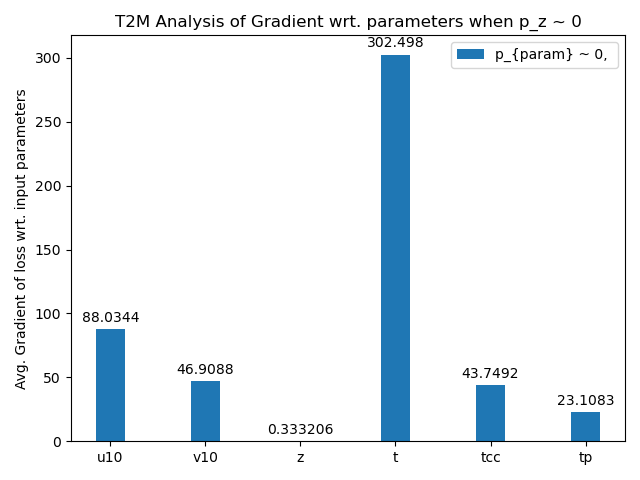 T2M Analysis of Gradient wrt. parameters when p_z ~ 0
Avg. Gradient of loss wrt. input parameters
300
250
200
150
100
50
0
p_{param} ~ 0,
88.0344
46.9088
0.333206
302.498
43.7492
23.1083
u10
v10
z
t
tcc
tp